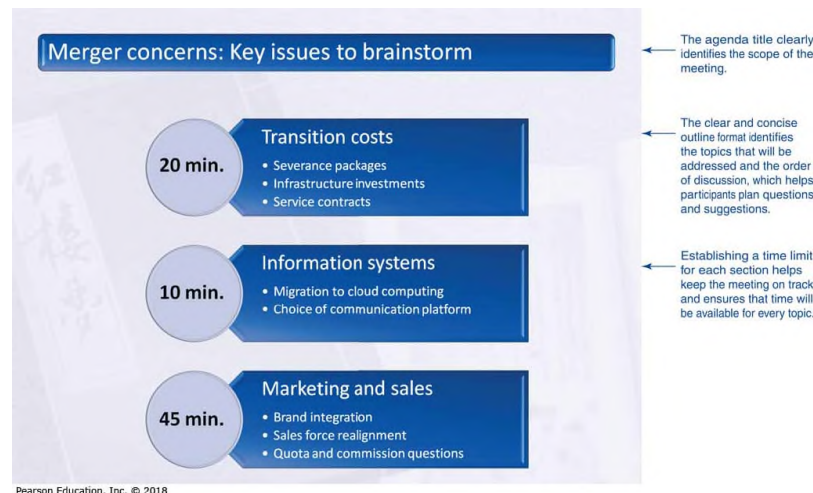 Merger concerns: Key issues to brainstorm
The agenda title clearly
identifies the scope of the
meeting.
20 min.
Transition costs
• Severance packages
• Infrastructure investments
• Service contracts
The clear and concise
outline format identifies
the topics that will be
addressed and the order
of discussion, which helps
participants plan questions
and suggestions.
10 min.
Information systems
• Migration to cloud computing
• Choice of communication platform
Establishing a time limit
for each section helps
keep the meeting on track
and ensures that time will
be available for every topic.
45 min.
Marketing and sales
• Brand integration
• Sales force realignment
• Quota and commission questions
Pearson Education, Inc. © 2018